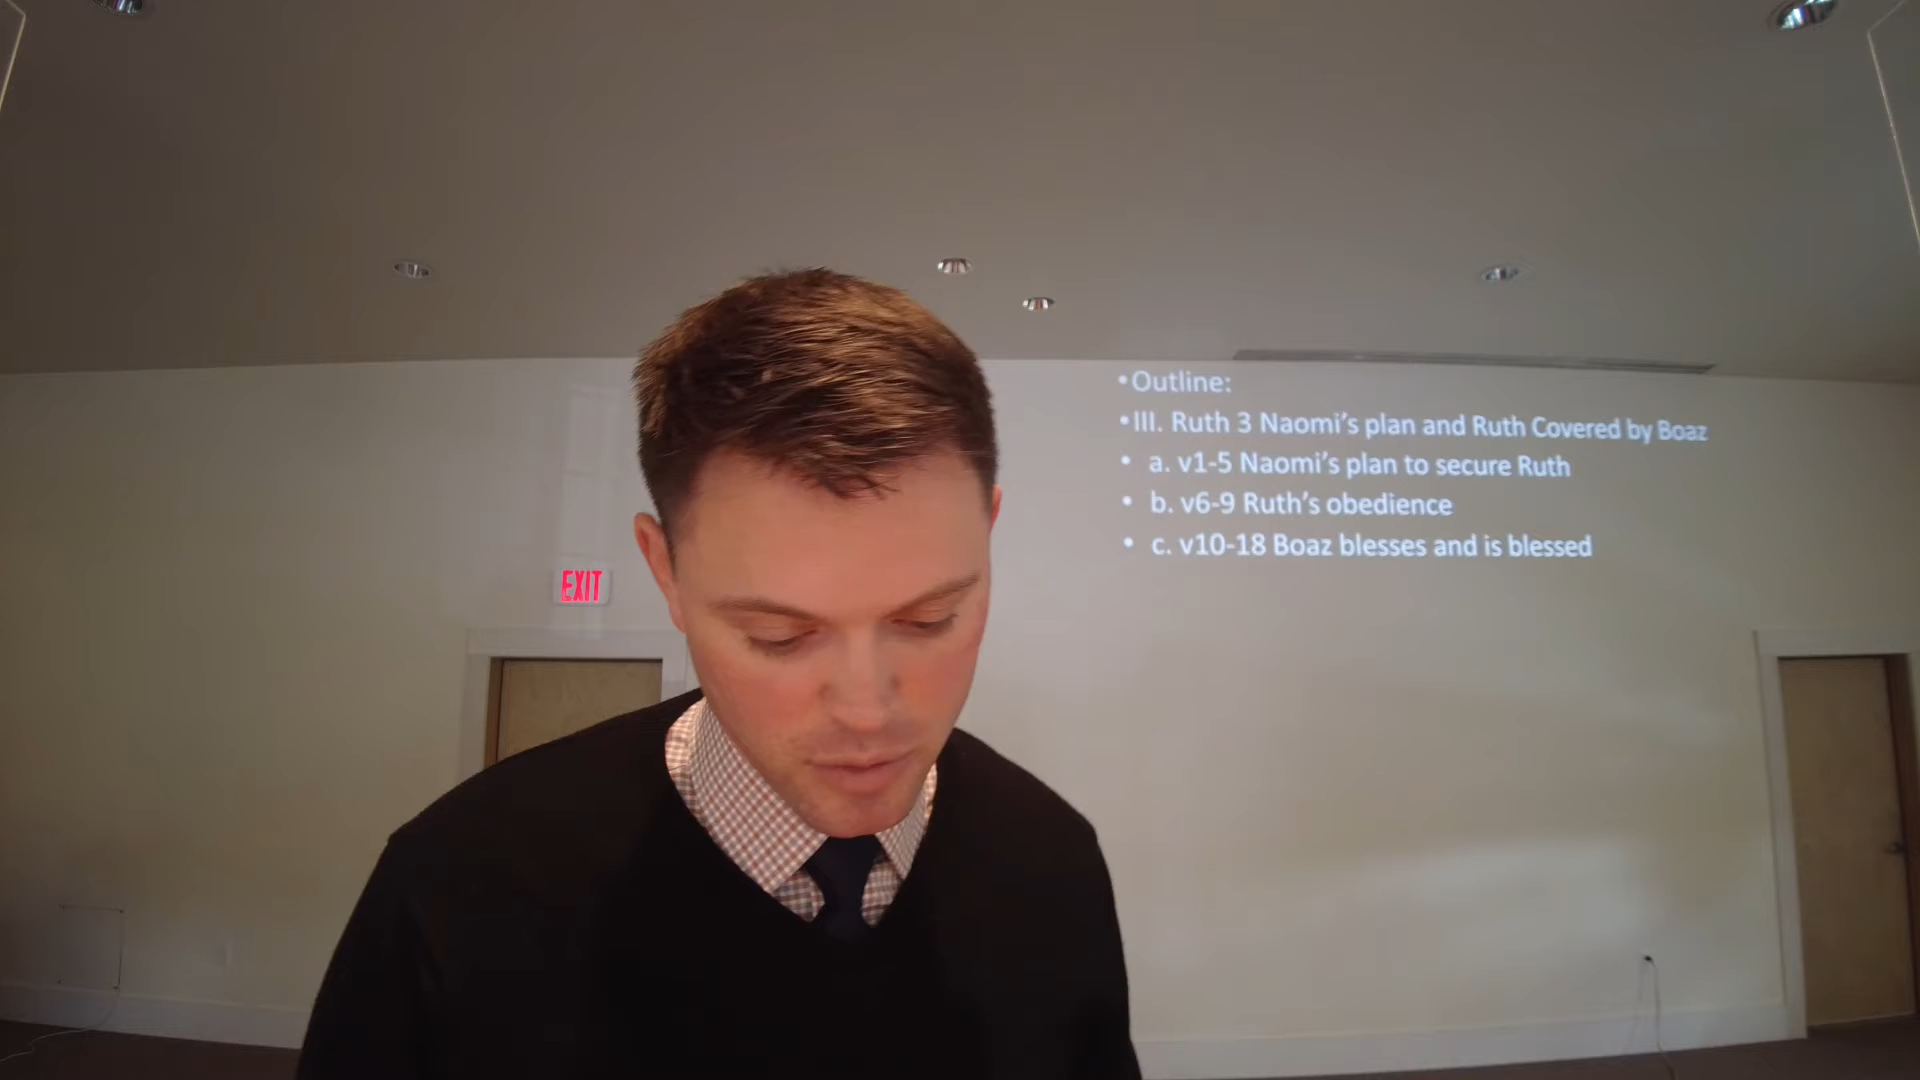 •Outline:
•III. Ruth 3 Naomi's plan and Ruth Covered by Boaz
• a. v1-5 Naomi's plan to secure Ruth
• b. v6-9 Ruth's obedience
• c. v10-18 Boaz blesses and is blessed
EXIT